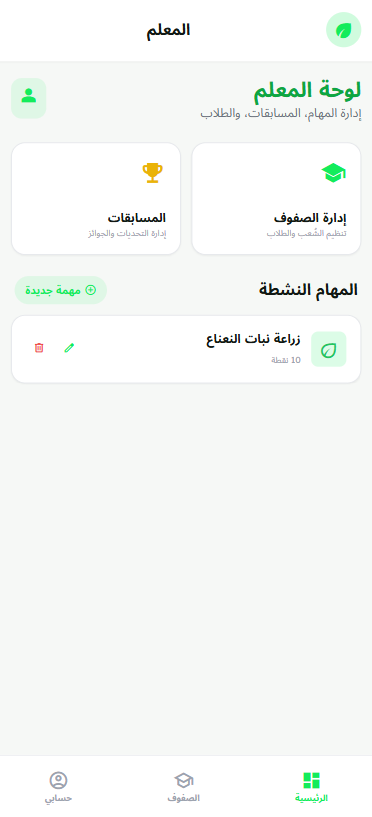 المعلم
لوحة المعلم
إدارة المهام، المسابقات، والطلاب
إدارة الصفوف
تنظيم الشُعب والطلاب
المسابقات
إدارة التحديات والجوائز
المهام النشطة
مهمة جديدة
زراعة نبات النعناع
10 نقطة
الرئيسية
الصفوف
حسابي